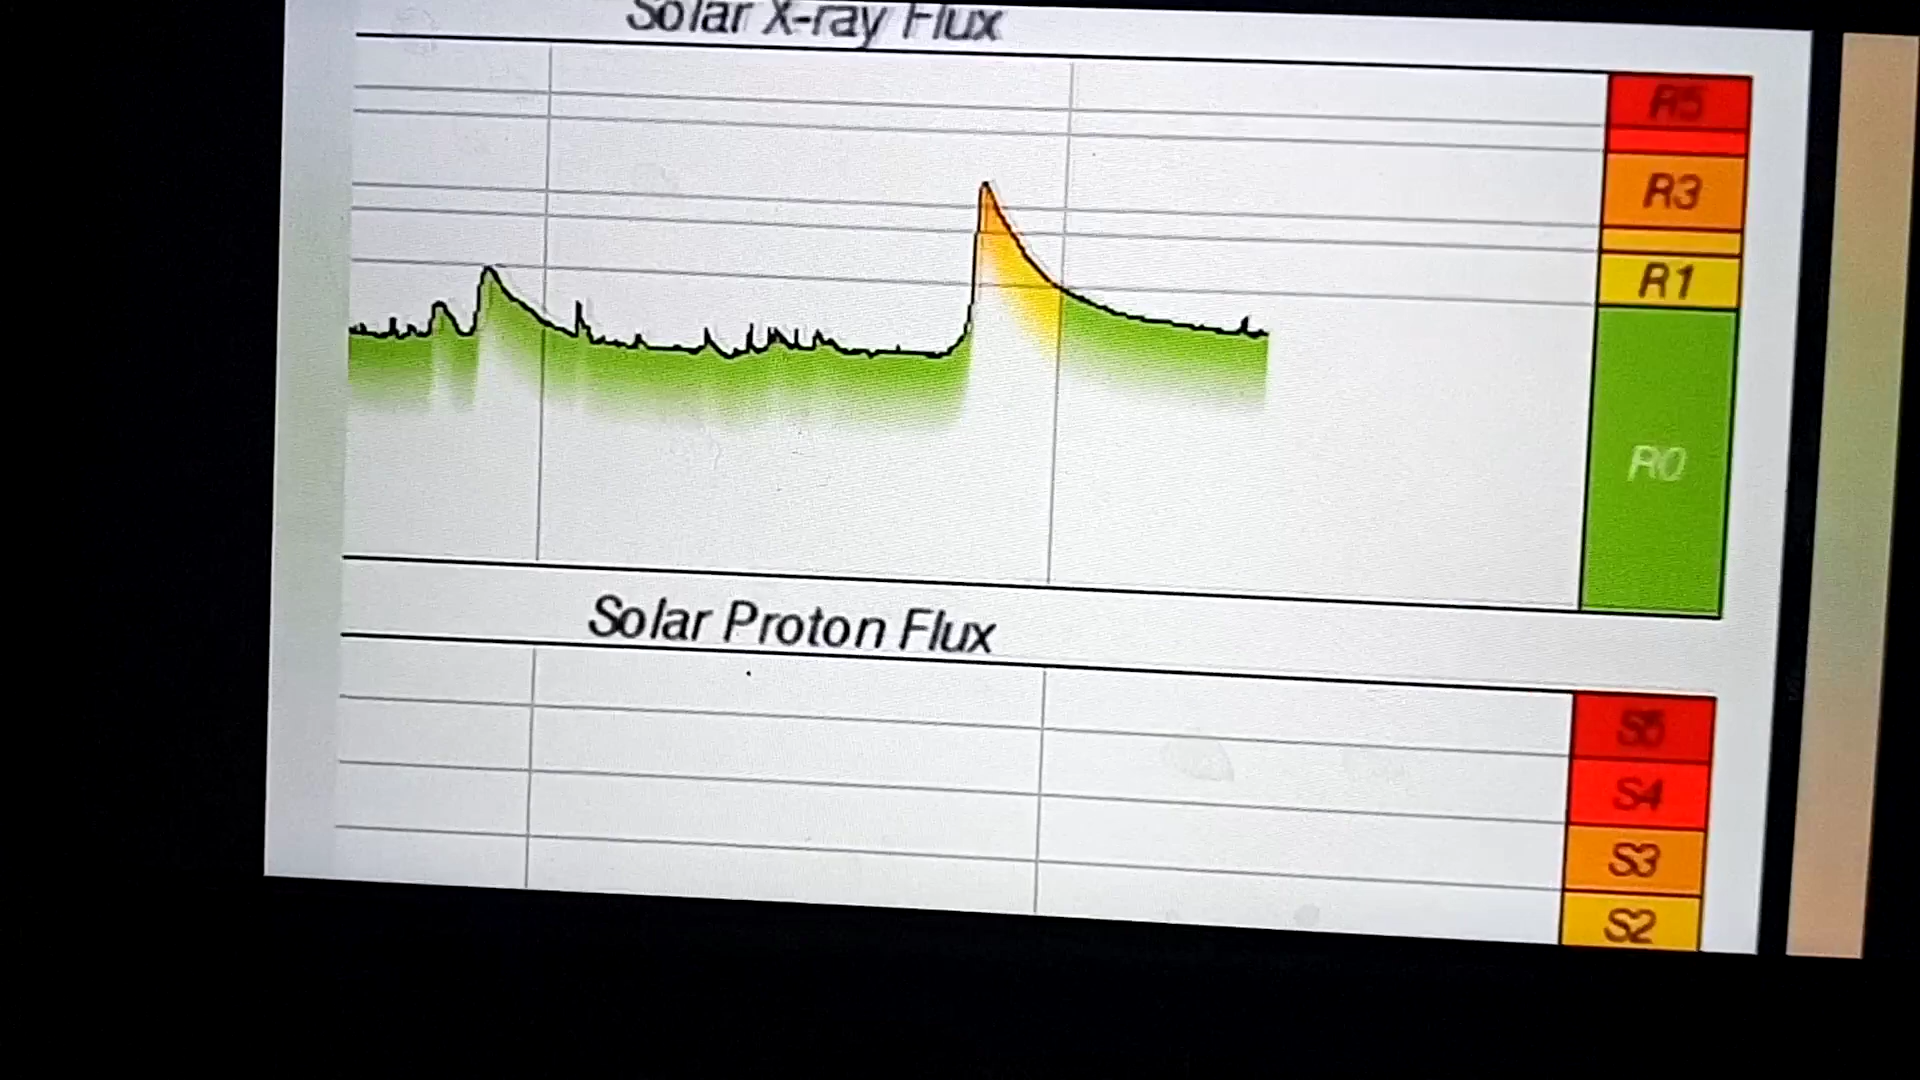 Solar X-ray Flux
R5
R3
R1
R0
Solar Proton Flux
S5
S4
S3
S2